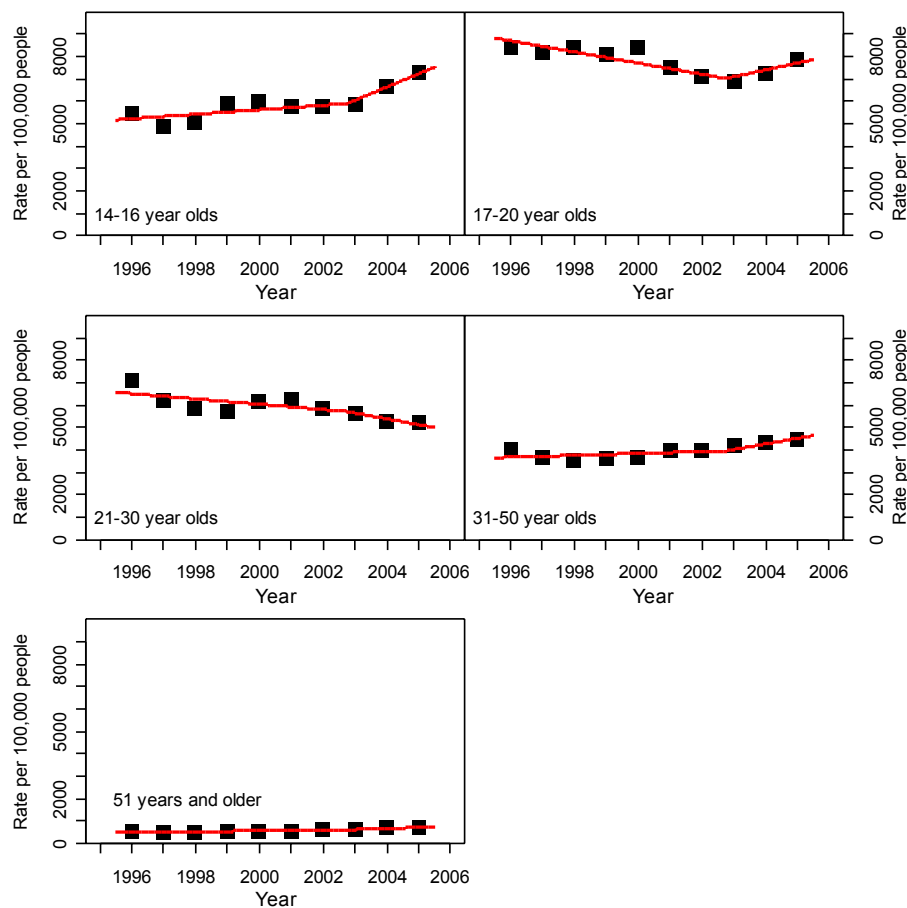 Rate per 100,000 people
0 2000 5000 8000
14-16 year olds
1996 1998 2000 2002 2004 2006
Year
17-20 year olds
1996 1998 2000 2002 2004 2006
Year
0 2000 5000 8000
Rate per 100,000 people
Rate per 100,000 people
0 2000 5000 8000
21-30 year olds
1996 1998 2000 2002 2004 2006
Year
31-50 year olds
1996 1998 2000 2002 2004 2006
Year
0 2000 5000 8000
Rate per 100,000 people
Rate per 100,000 people
0 2000 5000 8000
51 years and older
1996 1998 2000 2002 2004 2006
Year